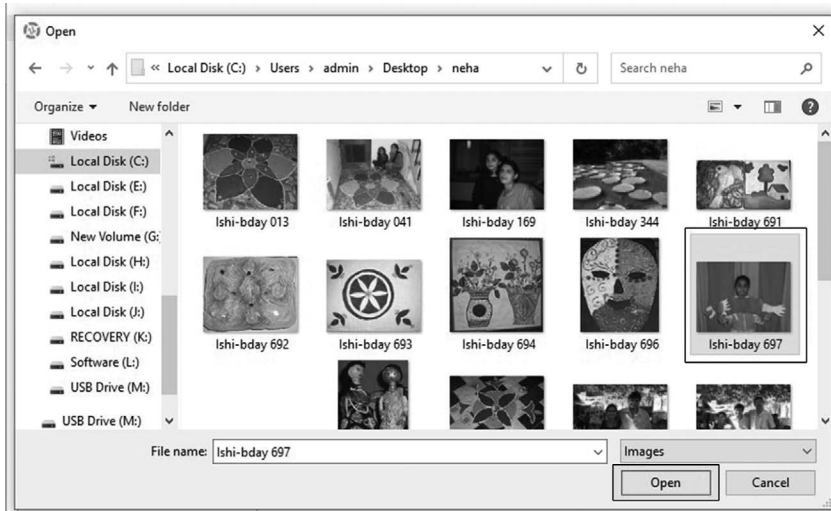 Open
« Local Disk (C:) › Users › admin › Desktop › neha
Search neha
Organize
New folder
Videos
Local Disk (C:)
Local Disk (E:)
Local Disk (F:)
New Volume (G:
Local Disk (H:)
Local Disk (I:)
Local Disk (J:)
RECOVERY (K:)
Software (L:)
USB Drive (M:)
USB Drive (M:)
Ishi-bday 013
Ishi-bday 041
Ishi-bday 169
Ishi-bday 344
Ishi-bday 691
Ishi-bday 692
Ishi-bday 693
Ishi-bday 694
Ishi-bday 696
Ishi-bday 697
File name: Ishi-bday 697
Images
Open
Cancel